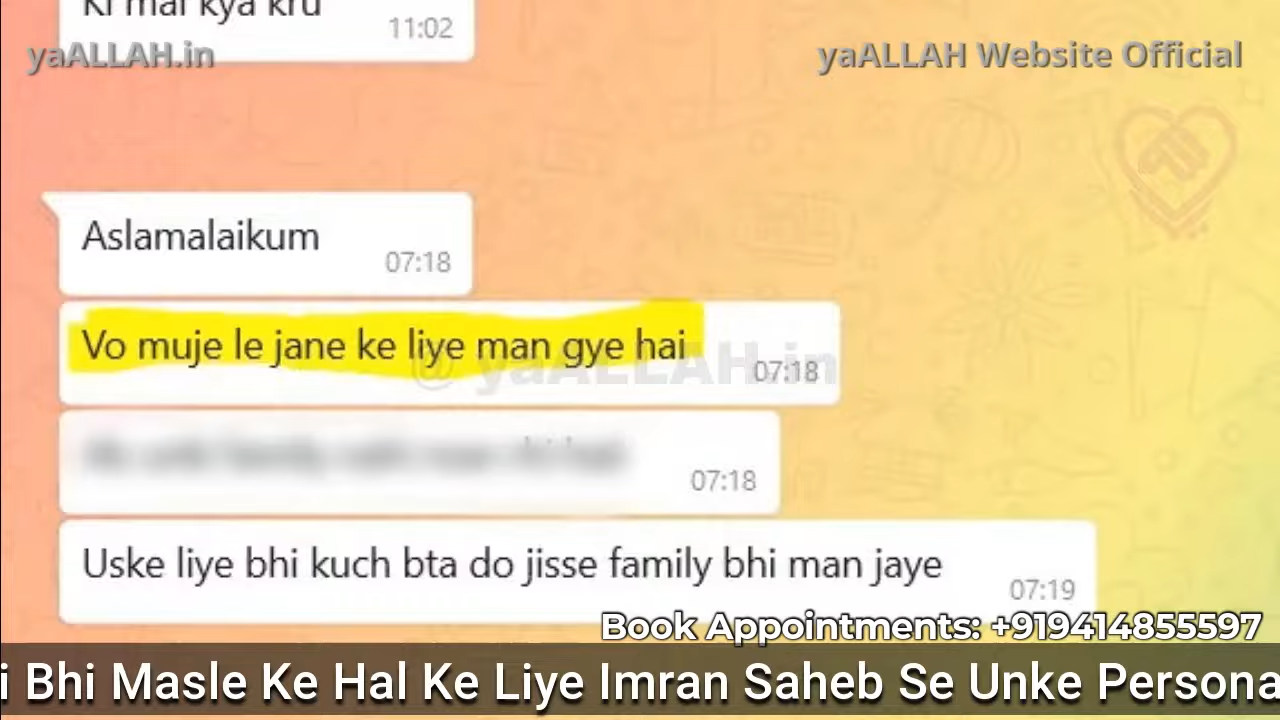 Ki mai kya kru
11:02
yaALLAH.in
yaALLAH Website Official
Aslamalaikum
07:18
Vo muje le jane ke liye man gye hai
07:18
@ yaALLAH.in
07:18
Uske liye bhi kuch bta do jisse family bhi man jaye
07:19
Book Appointments: +919414855597
i Bhi Masle Ke Hal Ke Liye Imran Saheb Se Unke Persona